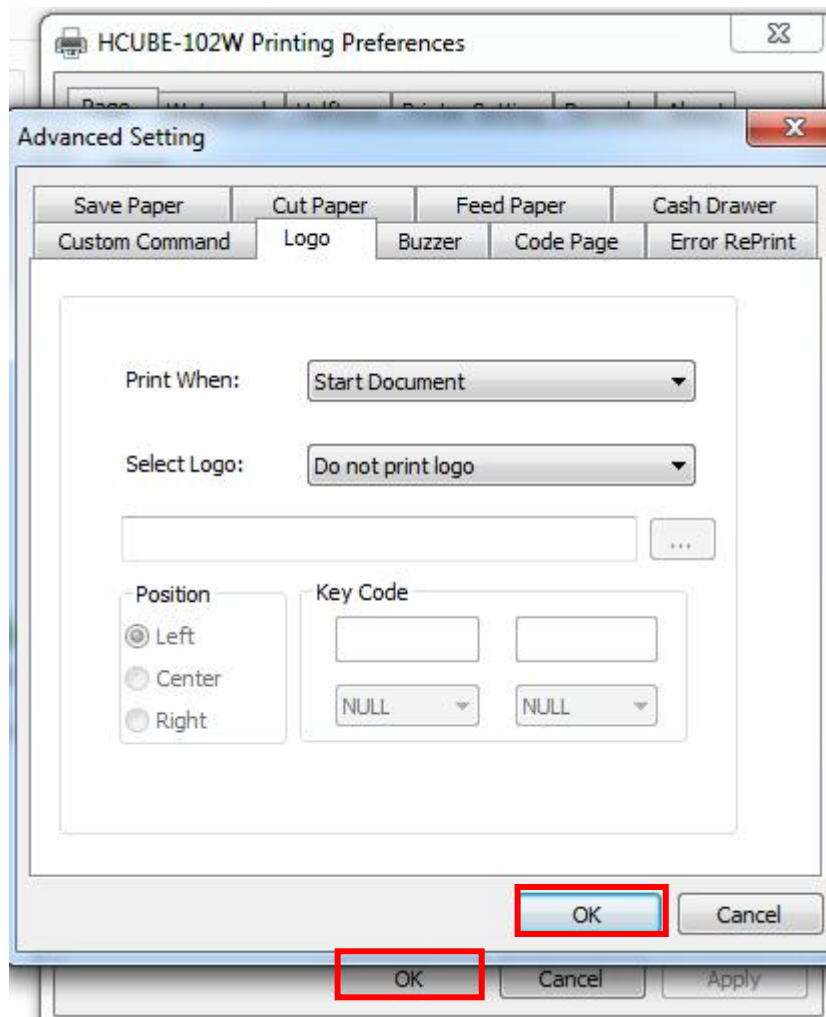 HCUBE-102W Printing Preferences
Advanced Setting
Save Paper Cut Paper Feed Paper Cash Drawer
Custom Command Logo Buzzer Code Page Error RePrint
Print When: Start Document
Select Logo: Do not print logo
...
Position Key Code
Left
Center
Right
NULL NULL
OK Cancel
OK Cancel Apply